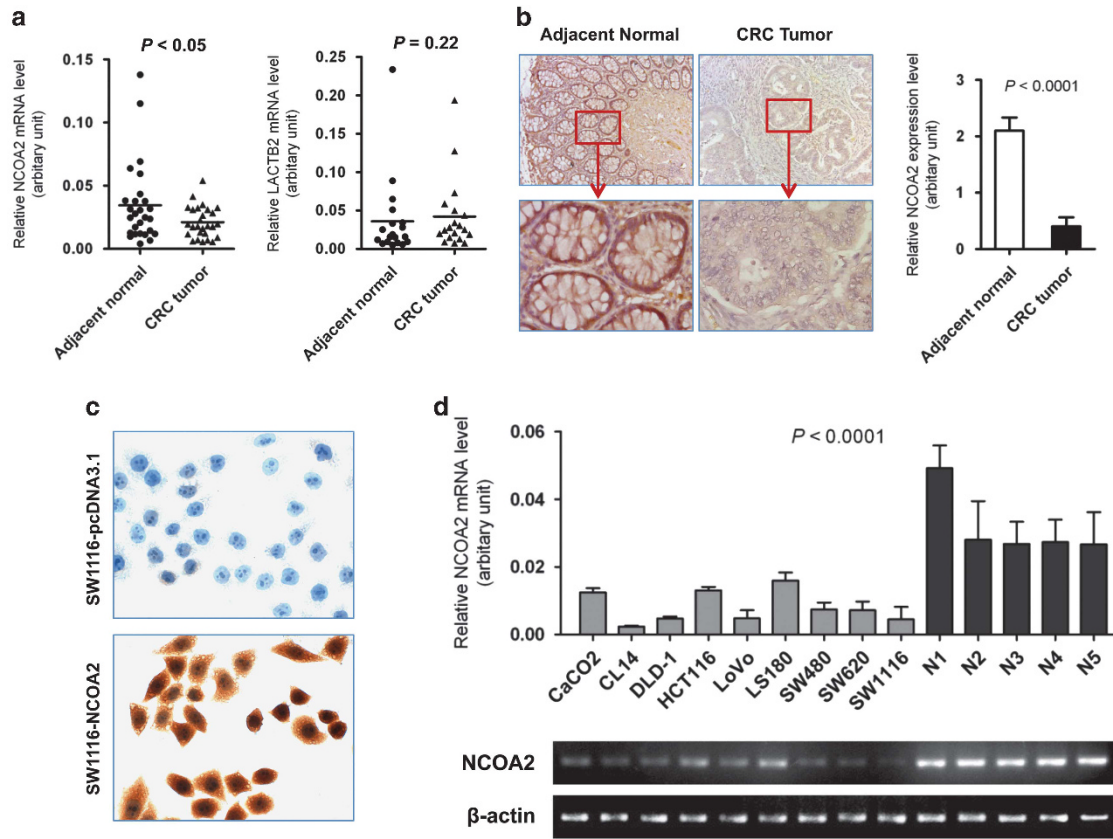 a
P < 0.05
Relative NCOA2 mRNA level
(arbitary unit)
0.15
0.10
0.05
0.00
Adjacent normal
CRC tumor
P = 0.22
Relative LACTB2 mRNA level
(arbitary unit)
0.25
0.20
0.15
0.10
0.05
0.00
Adjacent normal
CRC tumor
b
Adjacent Normal
CRC Tumor
Relative NCOA2 expression level
(arbitary unit)
3
2
1
0
P < 0.0001
Adjacent normal
CRC tumor
c
SW1116-pcDNA3.1
SW1116-NCOA2
d
Relative NCOA2 mRNA level
(arbitary unit)
0.06
0.04
0.02
0.00
P < 0.0001
CaCO2
CL14
DLD-1
HCT116
LoVo
LS180
SW480
SW620
SW1116
N1
N2
N3
N4
N5
NCOA2
β-actin